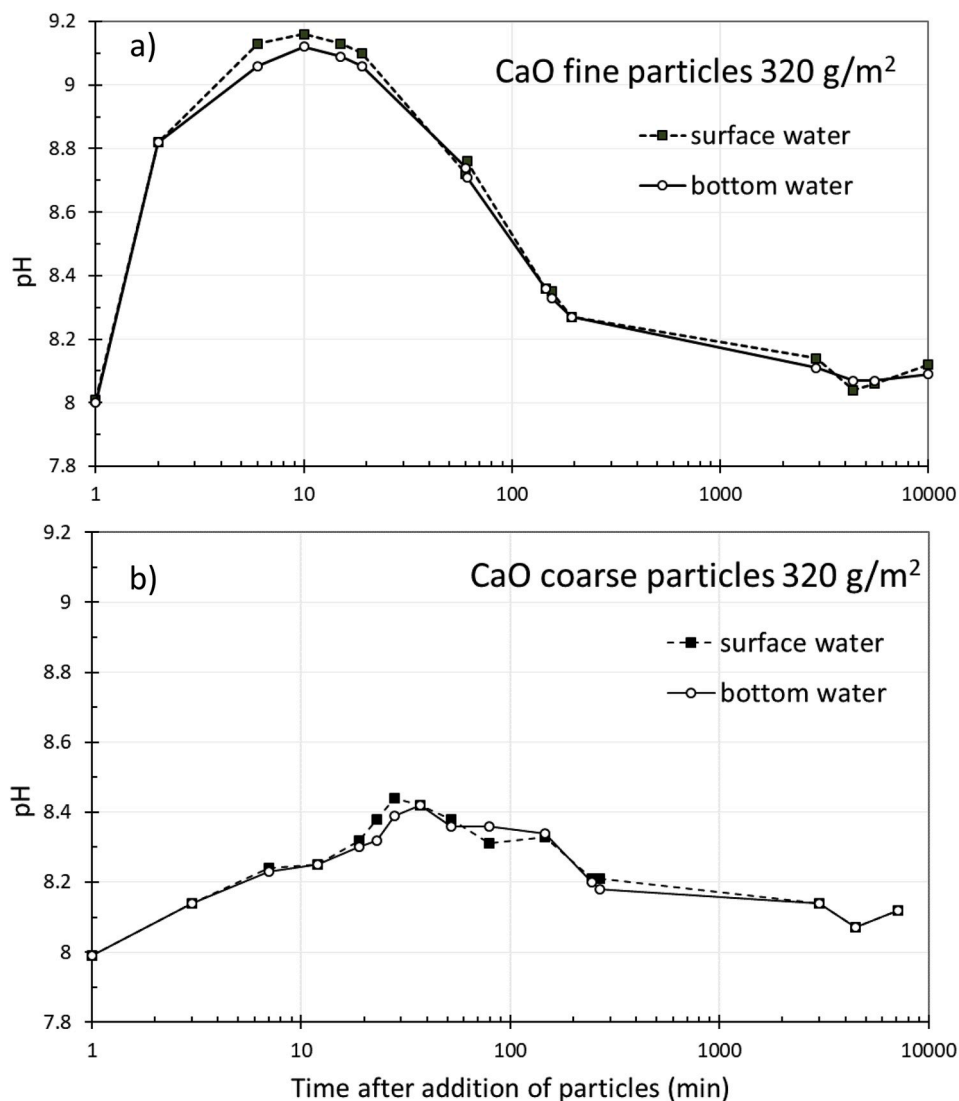 9.2
a)
CaO fine particles 320 g/m²
9
surface water
8.8
bottom water
8.6
pH
8.4
8.2
8
7.8
1
10
100
1000
10000
9.2
b)
CaO coarse particles 320 g/m²
9
surface water
8.8
bottom water
8.6
pH
8.4
8.2
8
7.8
1
10
100
1000
10000
Time after addition of particles (min)